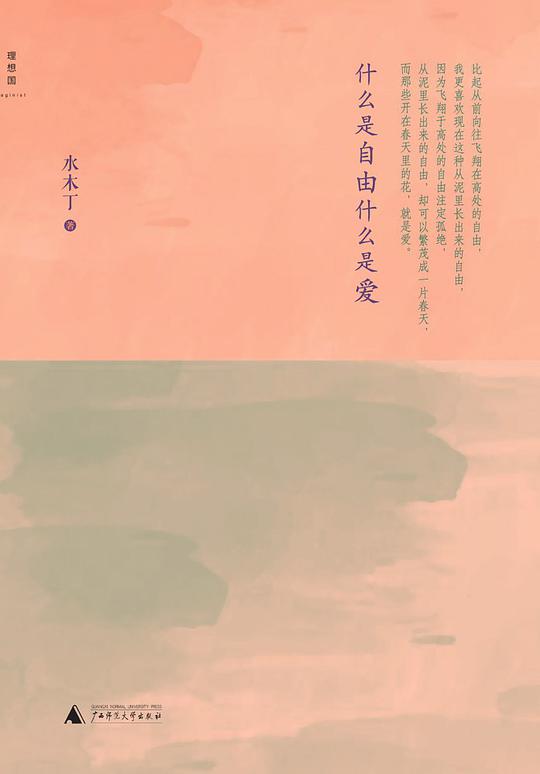 比起从前向往飞翔在高处的自由，
我更喜欢现在这种从泥里长出来的自由，
因为飞翔于高处的自由注定孤绝，
从泥里长出来的自由，却可以繁茂成一片春天，
而那些开在春天里的花，就是爱。
什么是自由什么是爱
水木丁 著
理想国
aginist
GUANGXI NORMAL UNIVERSITY PRESS
广西师范大学出版社